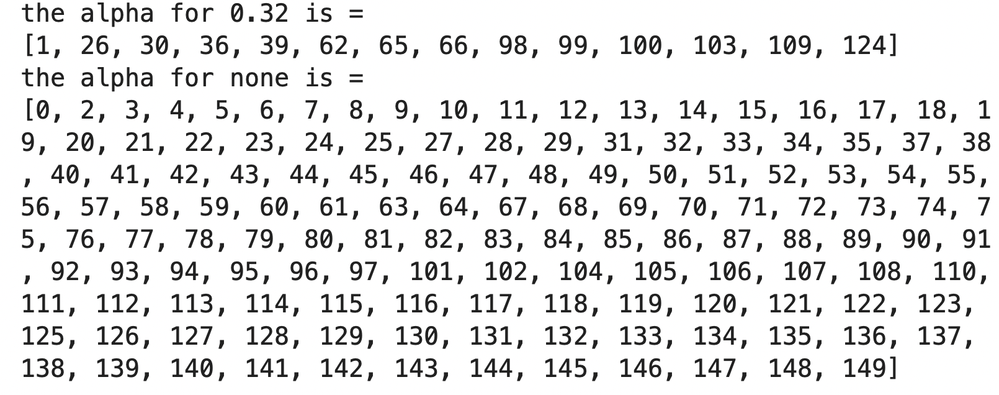 the alpha for 0.32 is =
[1, 26, 30, 36, 39, 62, 65, 66, 98, 99, 100, 103, 109, 124]
the alpha for none is =
[0, 2, 3, 4, 5, 6, 7, 8, 9, 10, 11, 12, 13, 14, 15, 16, 17, 18, 1
9, 20, 21, 22, 23, 24, 25, 27, 28, 29, 31, 32, 33, 34, 35, 37, 38
, 40, 41, 42, 43, 44, 45, 46, 47, 48, 49, 50, 51, 52, 53, 54, 55,
56, 57, 58, 59, 60, 61, 63, 64, 67, 68, 69, 70, 71, 72, 73, 74, 7
5, 76, 77, 78, 79, 80, 81, 82, 83, 84, 85, 86, 87, 88, 89, 90, 91
, 92, 93, 94, 95, 96, 97, 101, 102, 104, 105, 106, 107, 108, 110,
111, 112, 113, 114, 115, 116, 117, 118, 119, 120, 121, 122, 123,
125, 126, 127, 128, 129, 130, 131, 132, 133, 134, 135, 136, 137,
138, 139, 140, 141, 142, 143, 144, 145, 146, 147, 148, 149]